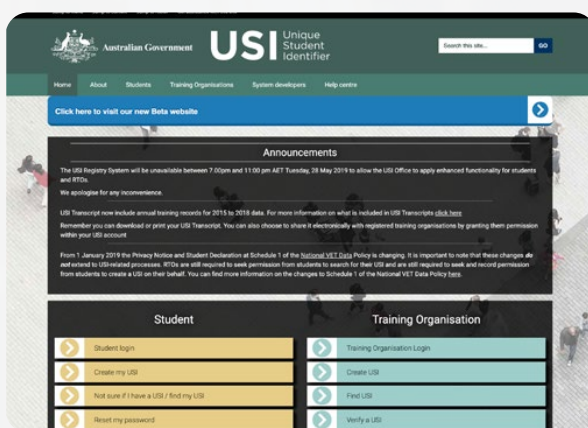 Australian Government
USI
Unique
Student
Identifier
Search this site...
GO
Home
About
Students
Training Organisations
System developers
Help centre
Click here to visit our new Beta website
Announcements
The USI Registry System will be unavailable between 7.00pm and 11:00 pm AET Tuesday, 28 May 2019 to allow the USI Office to apply enhanced functionality for students
and RTOs.
We apologise for any inconvenience.
USI Transcript now include annual training records for 2015 to 2018 data. For more information on what is included in USI Transcripts click here
Remember you can download or print your USI Transcript. You can also choose to share it electronically with registered training organisations by granting them permission
within your USI account
From 1 January 2019 the Privacy Notice and Student Declaration at Schedule 1 of the National VET Data Policy is changing. It is important to note that these changes do
not extend to USI-related processes. RTOs are still required to seek permission from students to search for their USI and are still required to seek and record permission
from students to create a USI on their behalf. You can find more information on the changes to Schedule 1 of the National VET Data Policy here.
Student
Student login
Create my USI
Not sure if I have a USI / find my USI
Reset my password
Training Organisation
Training Organisation Login
Create USI
Find USI
Verify a USI